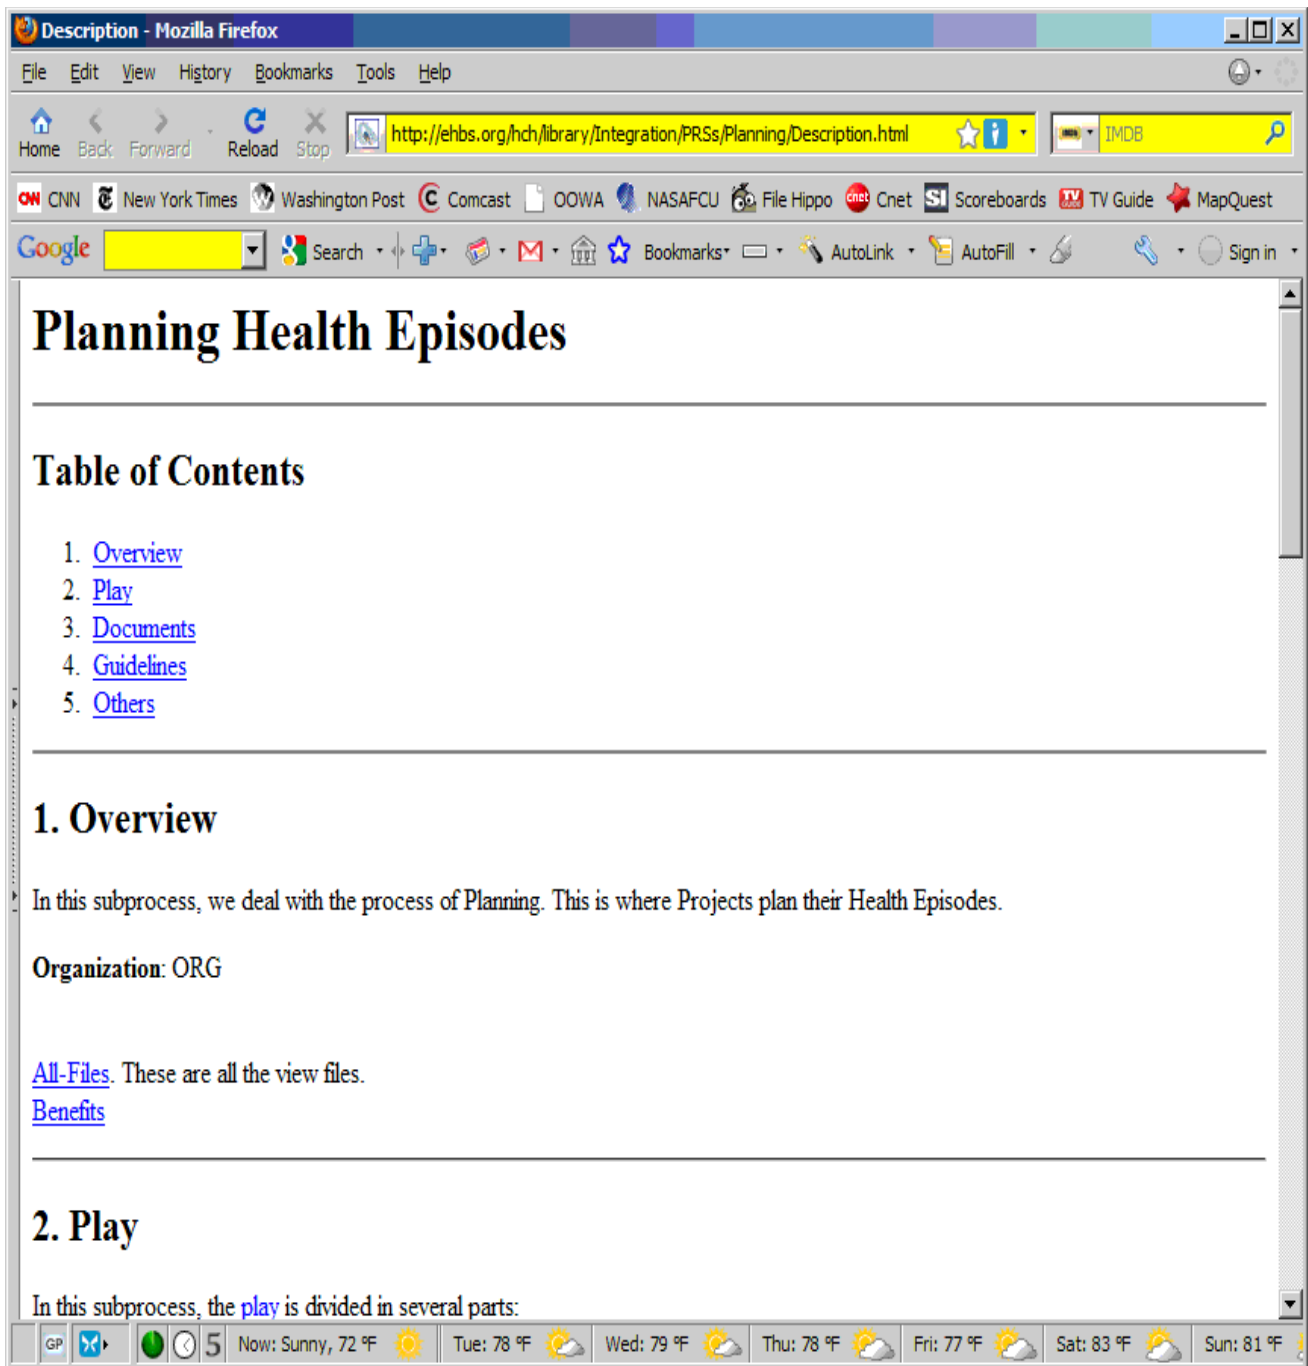 Description - Mozilla Firefox
File Edit View History Bookmarks Tools Help
Home Back Forward Reload Stop http://ehbs.org/hch/library/Integration/PRSs/Planning/Description.html IMDB
CNN New York Times Washington Post Comcast OOWA NASAFCU File Hippo cnet Cnet SI Scoreboards TV Guide MapQuest
Google Search Bookmarks AutoLink AutoFill Sign in
Planning Health Episodes
Table of Contents
1. Overview
2. Play
3. Documents
4. Guidelines
5. Others
1. Overview
In this subprocess, we deal with the process of Planning. This is where Projects plan their Health Episodes.
Organization: ORG
All-Files. These are all the view files.
Benefits
2. Play
In this subprocess, the play is divided in several parts:
GP 5 Now: Sunny, 72 °F Tue: 78 °F Wed: 79 °F Thu: 78 °F Fri: 77 °F Sat: 83 °F Sun: 81 °F